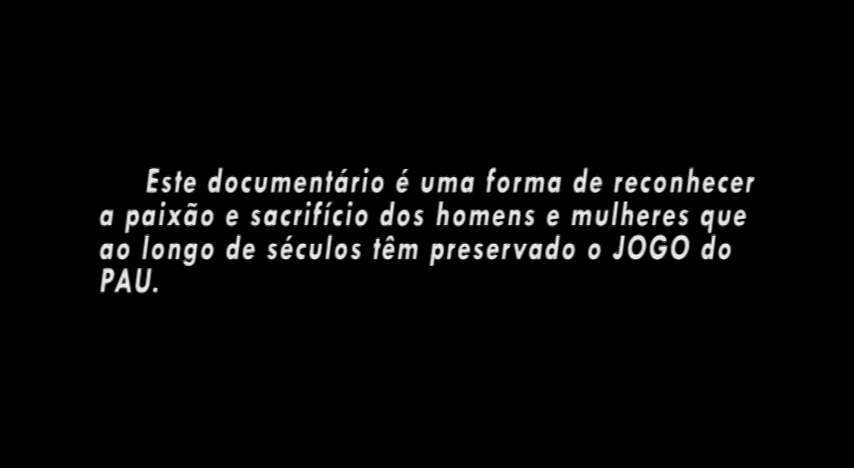 Este documentário é uma forma de reconhecer
a paixão e sacrifício dos homens e mulheres que
ao longo de séculos têm preservado o JOGO do
PAU.